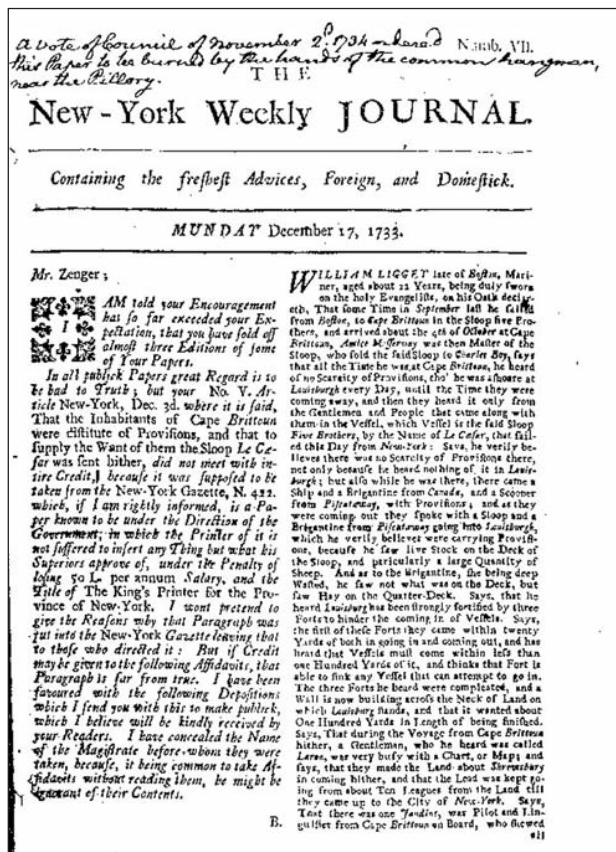 A Vote of Council of November 2.d 1734 ordered
this Paper to be burned by the hands of the common hangman,
near the Pillory.
Numb. VII.
THE
New-York Weekly JOURNAL.
Containing the freshest Advices, Foreign, and Domestick.
MUNDAY December 17, 1733.
Mr. Zenger;
I AM told your Encouragement
has so far exceeded your Ex-
pectation, that you have sold off
almost three Editions of some
of Your Papers.
In all publick Papers great Regard is to
be had to Truth; but your No. V. Ar-
ticle New-York, Dec. 3d. where it is said,
That the Inhabitants of Cape Brittoun
were distitute of Provisions, and that to
supply the Want of them the Sloop Le Ce-
sar was sent hither, did not meet with in-
tire Credit,] because it was supposed to be
taken from the New-York Gazette, N. 422.
which, if I am rightly informed, is a Pa-
per known to be under the Direction of the
Government; in which the Printer of it is
not suffered to insert any Thing but what his
Superiors approve of, under the Penalty of
losing 50 L. per annum Salary, and the
Title of The King's Printer for the Pro-
vince of New-York. I wont pretend to
give the Reasons why that Paragraph was
put into the New-York Gazette leaving that
to those who directed it: But if Credit
may be given to the following Affidavits, that
Paragraph is far from true. I have been
favoured with the following Depositions
which I send you with this to make publick,
which I believe will be kindly received by
your Readers. I have concealed the Name
of the Magistrate before whom they were
taken, because, it being common to take Af-
fidavits without reading them, he might be
ignorant of their Contents.
B.
WILLIAM LIGGET late of Boston, Mari-
ner, aged about 22 Years, being duly sworn
on the holy Evangelists, on his Oath decla-
reth, That some Time in September last he sailed
from Boston, to Cape Brittoun in the Sloop five Bro-
thers, and arrived about the 4th of October at Cape
Brittoun, was then Master of the
Sloop, who sold the said Sloop to Charles Boy, says
that all the Time he was at Cape Brittoun, he heard
of no Scarsity of Provisions, tho' he was ashoare at
Lewisburgh every Day, until the Time they were
coming away, and then they heard it only from
the Gentlemen and People that came along with
them in the Vessel, which Vessel is the said Sloop
Five Brothers, by the Name of Le Casar, that sail-
ed this Day from New-York: Says, he verily be-
lieves there was no Scarsety of Provisions there,
not only because he heard nothing of it in Lewis-
burgh; but also while he was there, there came a
Ship and a Brigantine from Canada, and a Scooner
from Piscataway, with Provisions; and as they
were coming out they spoke with a Sloop and a
Brigantine from Piscataway going into Lewisburgh,
which he verily believes were carrying Provisi-
ons, because he saw live Stock on the Deck of
the Sloop, and particularly a large Quantity of
Sheep. And as to the Brigantine, she being deep
Wasted, he saw not what was on the Deck, but
saw Hay on the Quarter-Deck. Says, that he
heard Lewisburg has been strongly fortified by three
Forts to hinder the coming in of Vessels. Says,
the first of these Forts they came within twenty
Yards of both in going in and coming out, and has
heard that Vessels must come within less than
one Hundred Yards of it, and thinks that Fort is
able to sink any Vessel that can attempt to go in.
The three Forts he heard were compleated, and a
Wall is now building across the Neck of Land on
which Lewisburg stands, and that it wanted about
One Hundred Yards in Length of being finished.
Says, That during the Voyage from Cape Brittoun
hither, a Gentleman, who he heard was called
was very busy with a Chart, or Map; and
says, that they made the Land about Shrewsbury
in coming hither, and that the Lead was kept go-
ing from about Ten Leagues from the Land till
they came up to the City of New-York. Says,
That there was one was Pilot and Lin-
guister from Cape Brittoun on Board, who shewed
all